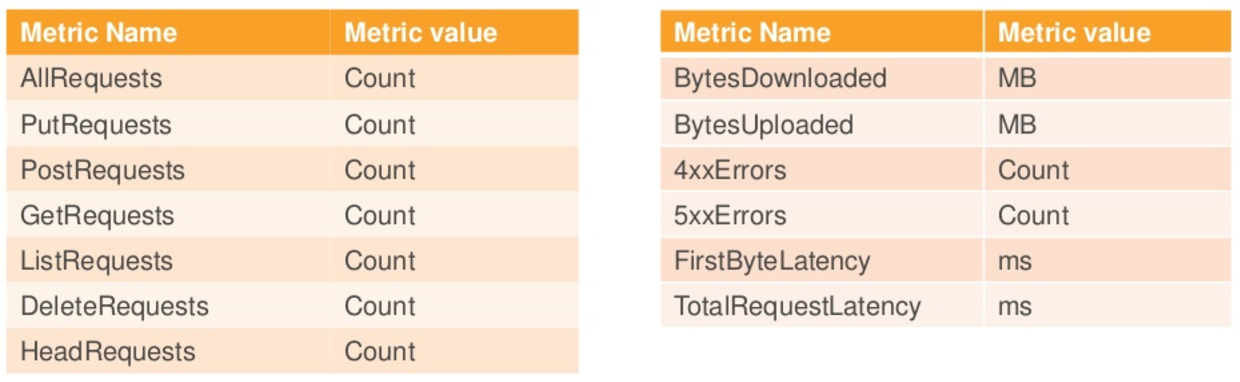 Metric Name Metric value
AllRequests Count
PutRequests Count
PostRequests Count
GetRequests Count
ListRequests Count
DeleteRequests Count
HeadRequests Count
Metric Name Metric value
BytesDownloaded MB
BytesUploaded MB
4xxErrors Count
5xxErrors Count
FirstByteLatency ms
TotalRequestLatency ms